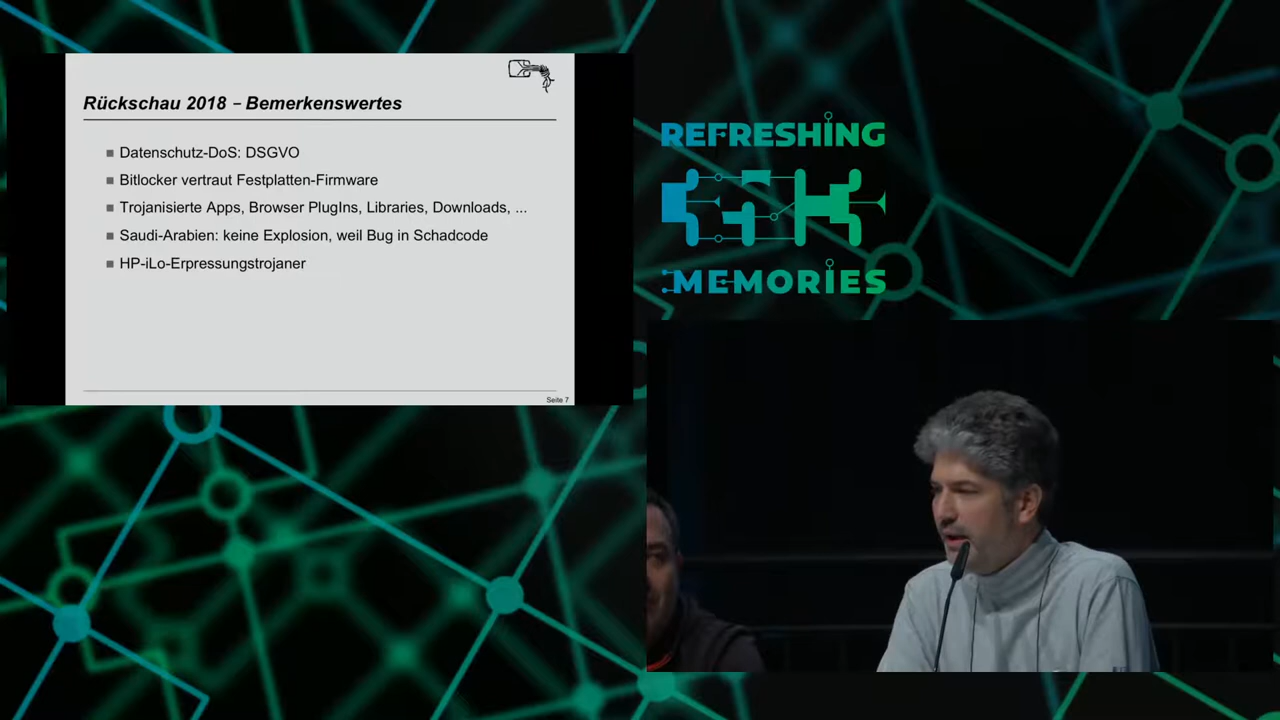 Rückschau 2018 – Bemerkenswertes
Datenschutz-DoS: DSGVO
Bitlocker vertraut Festplatten-Firmware
Trojanisierte Apps, Browser PlugIns, Libraries, Downloads, ...
Saudi-Arabien: keine Explosion, weil Bug in Schadcode
HP-iLo-Erpressungstrojaner
Seite 7
REFRESHING
MEMORIES